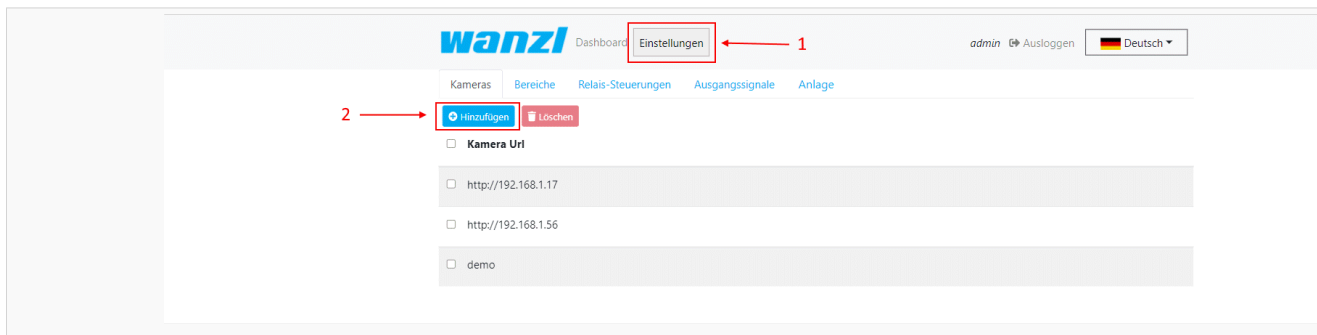 wanzl Dashboard Einstellungen 1 admin Ausloggen Deutsch
Kameras Bereiche Relais-Steuerungen Ausgangssignale Anlage
2 Hinzufügen Löschen
Kamera Url
http://192.168.1.17
http://192.168.1.56
demo